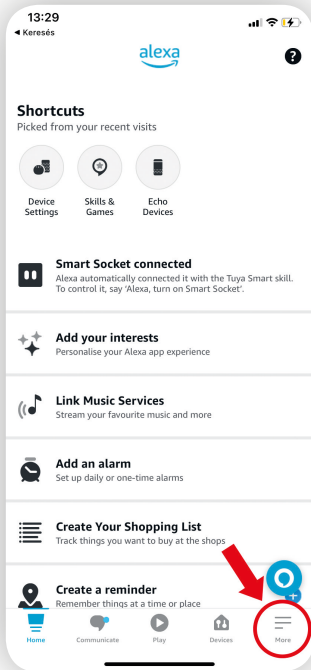 13:29
◀ Keresés
alexa
?
Shortcuts
Picked from your recent visits
Device
Settings
Skills &
Games
Echo
Devices
Smart Socket connected
Alexa automatically connected it with the Tuya Smart skill.
To control it, say 'Alexa, turn on Smart Socket'.
Add your interests
Personalise your Alexa app experience
Link Music Services
Stream your favourite music and more
Add an alarm
Set up daily or one-time alarms
Create Your Shopping List
Track things you want to buy at the shops
Create a reminder
Remember things at a time or place
Home
Communicate
Play
Devices
More